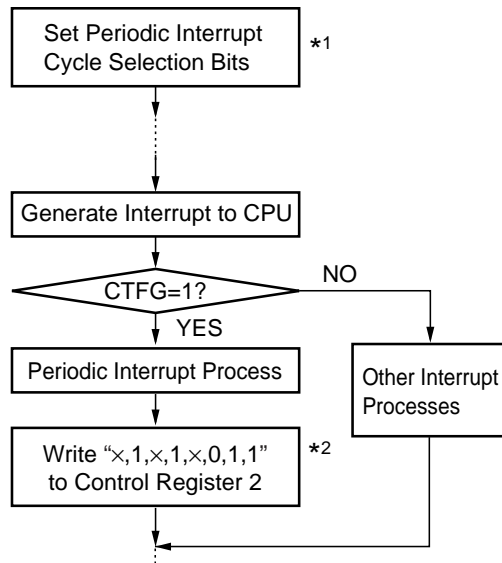 Set Periodic Interrupt
Cycle Selection Bits
*1
Generate Interrupt to CPU
CTFG=1?
NO
YES
Periodic Interrupt Process
Other Interrupt
Processes
Write “×,1,×,1,×,0,1,1”
to Control Register 2
*2